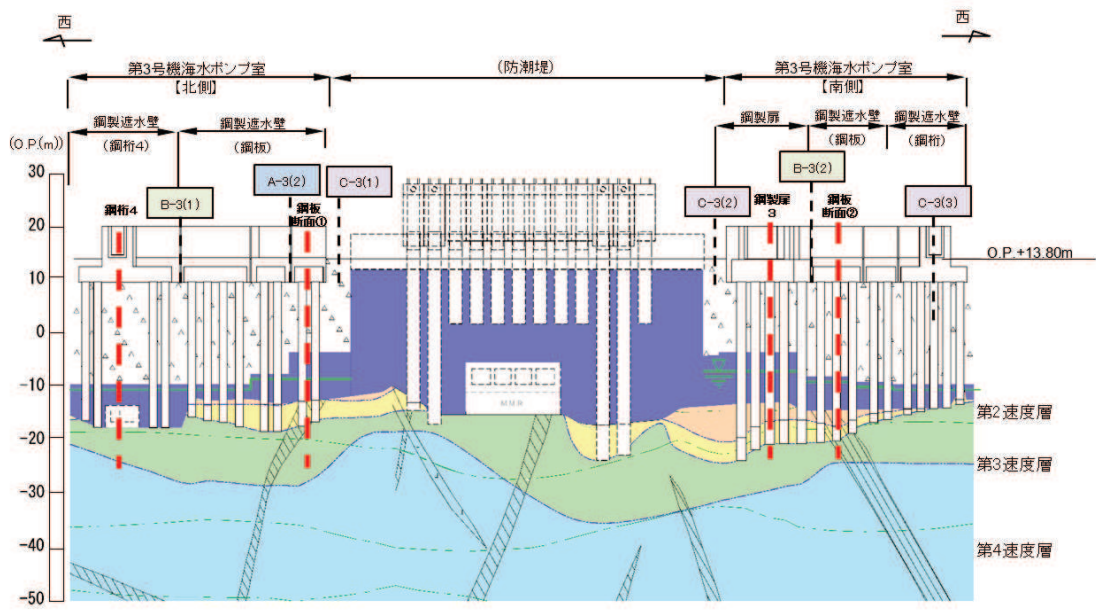 西
西
第3号機海水ポンプ室
【北側】
(防潮堤)
第3号機海水ポンプ室
【南側】
鋼製遮水壁
(鋼桁4)
鋼製遮水壁
(鋼板)
鋼製扉
鋼製遮水壁
(鋼板)
鋼製遮水壁
(鋼桁)
(O.P.(m))
30
20
10
0
-10
-20
-30
-40
-50
B-3(1)
A-3(2)
C-3(1)
C-3(2)
B-3(2)
C-3(3)
鋼桁4
鋼板
断面①
鋼製扉
3
鋼板
断面②
O.P.+13.80m
第2速度層
第3速度層
第4速度層